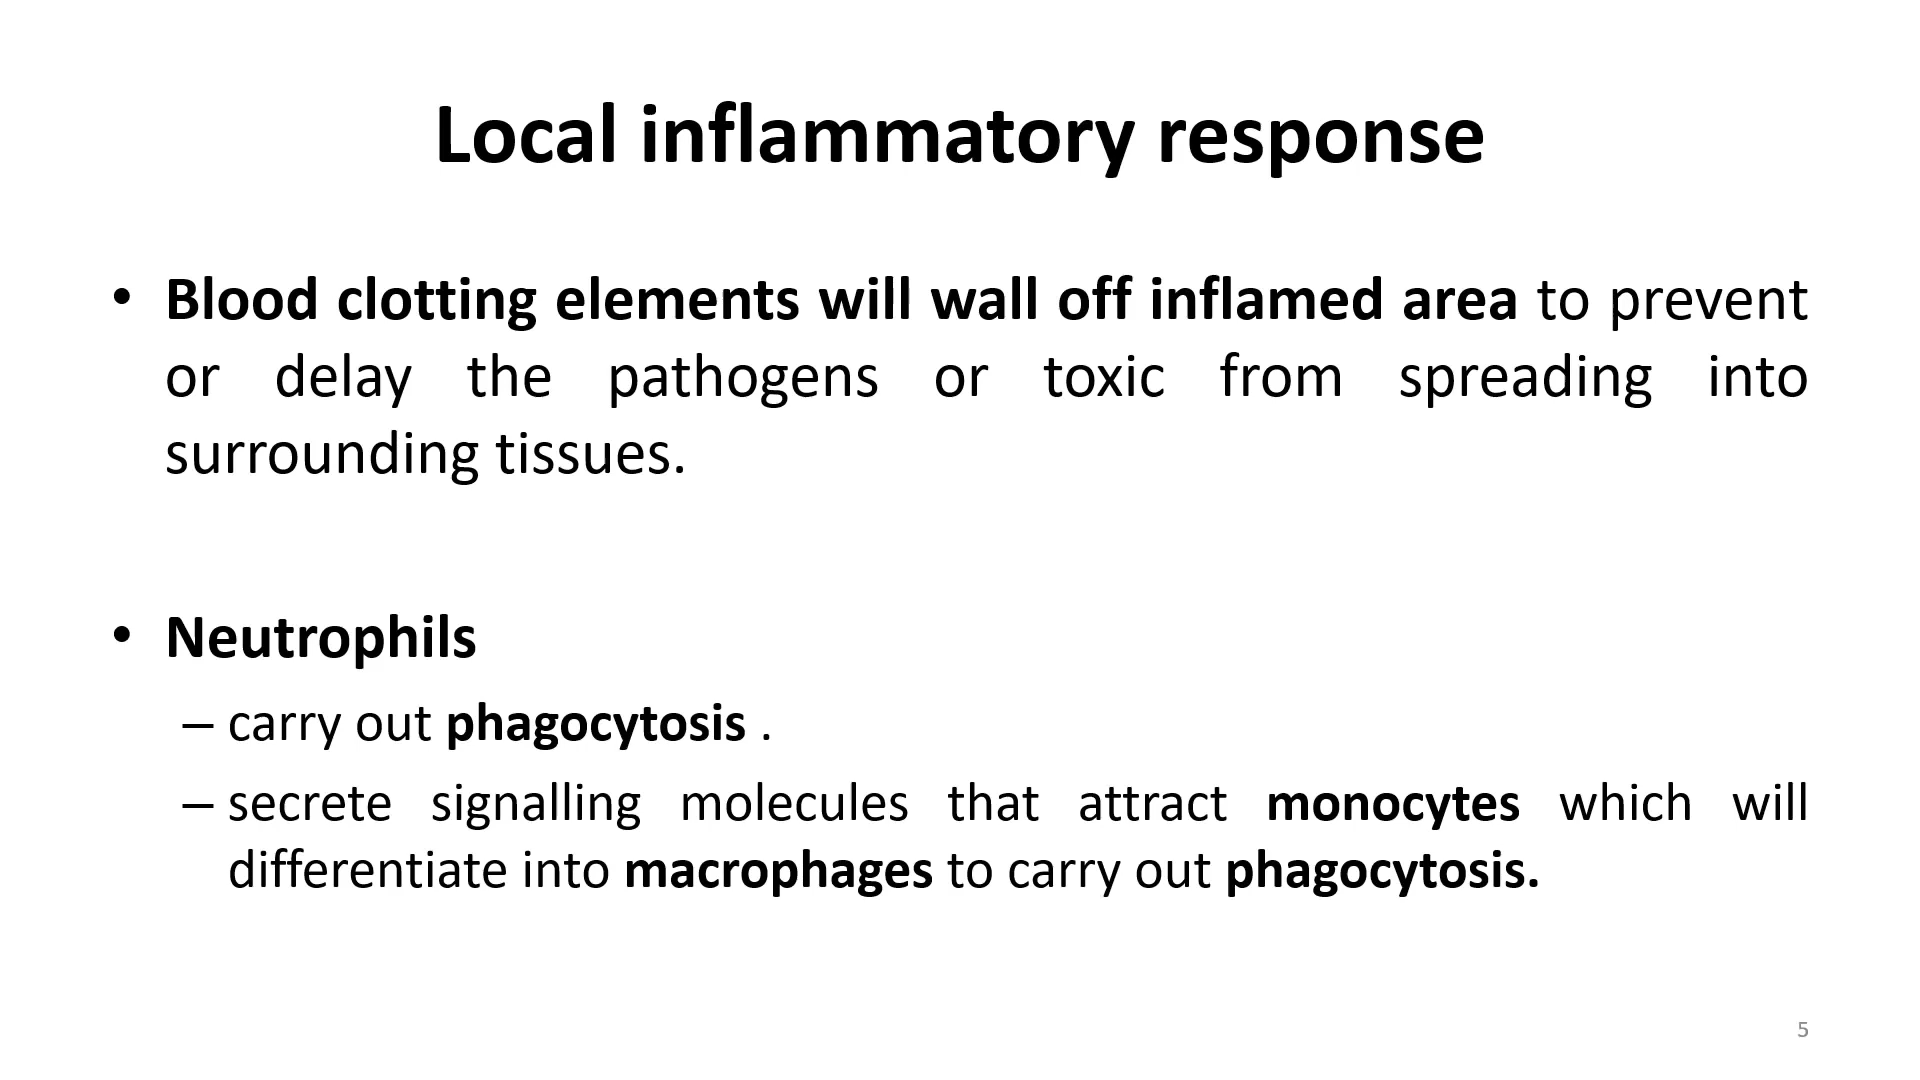 Local inflammatory response
• Blood clotting elements will wall off inflamed area to prevent
or delay the pathogens or toxic from spreading into
surrounding tissues.
• Neutrophils
– carry out phagocytosis .
– secrete signalling molecules that attract monocytes which will
differentiate into macrophages to carry out phagocytosis.
5